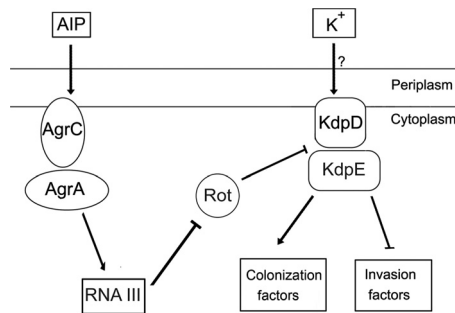 AIP
K+
?
Periplasm
Cytoplasm
AgrC
KdpD
AgrA
KdpE
Rot
RNA III
Colonization
factors
Invasion
factors